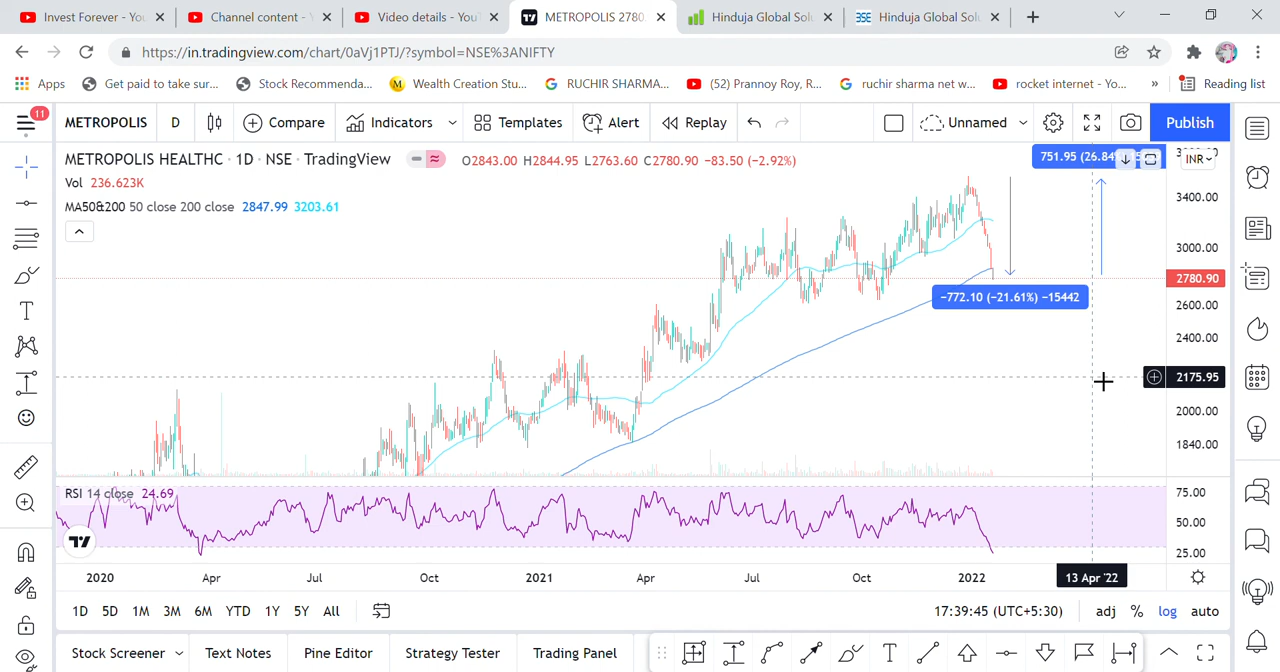 Invest Forever - You
Channel content -
Video details - You
METROPOLIS 2780
Hinduja Global Sol
BSE Hinduja Global Sol
https://in.tradingview.com/chart/0aVj1PTJ/?symbol=NSE%3ANIFTY
Apps Get paid to take sur... Stock Recommenda... M Wealth Creation Stu... G RUCHIR SHARMA... (52) Prannoy Roy, R... G ruchir sharma net w... rocket internet - Yo... » Reading list
11 METROPOLIS D Compare Indicators Templates Alert Replay Unnamed Publish
METROPOLIS HEALTHC · 1D · NSE · TradingView O2843.00 H2844.95 L2763.60 C2780.90 −83.50 (−2.92%)
INR
Vol 236.623K
MA50&200 50 close 200 close 2847.99 3203.61
3400.00
3000.00
2780.90
−772.10 (−21.61%) −15442
2600.00
2400.00
2175.95
2000.00
1840.00
RSI 14 close 24.69
75.00
50.00
25.00
2020 Apr Jul Oct 2021 Apr Jul Oct 2022 13 Apr '22
1D 5D 1M 3M 6M YTD 1Y 5Y All 17:39:45 (UTC+5:30) adj % log auto
Stock Screener Text Notes Pine Editor Strategy Tester Trading Panel T